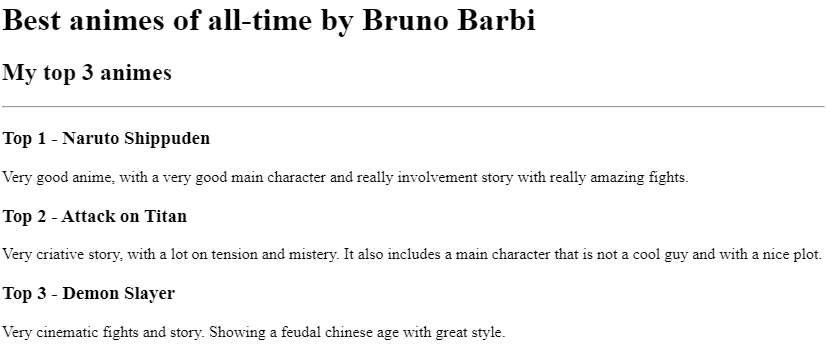 Best animes of all-time by Bruno Barbi
My top 3 animes
Top 1 - Naruto Shippuden
Very good anime, with a very good main character and really involvement story with really amazing fights.
Top 2 - Attack on Titan
Very criative story, with a lot on tension and mistery. It also includes a main character that is not a cool guy and with a nice plot.
Top 3 - Demon Slayer
Very cinematic fights and story. Showing a feudal chinese age with great style.